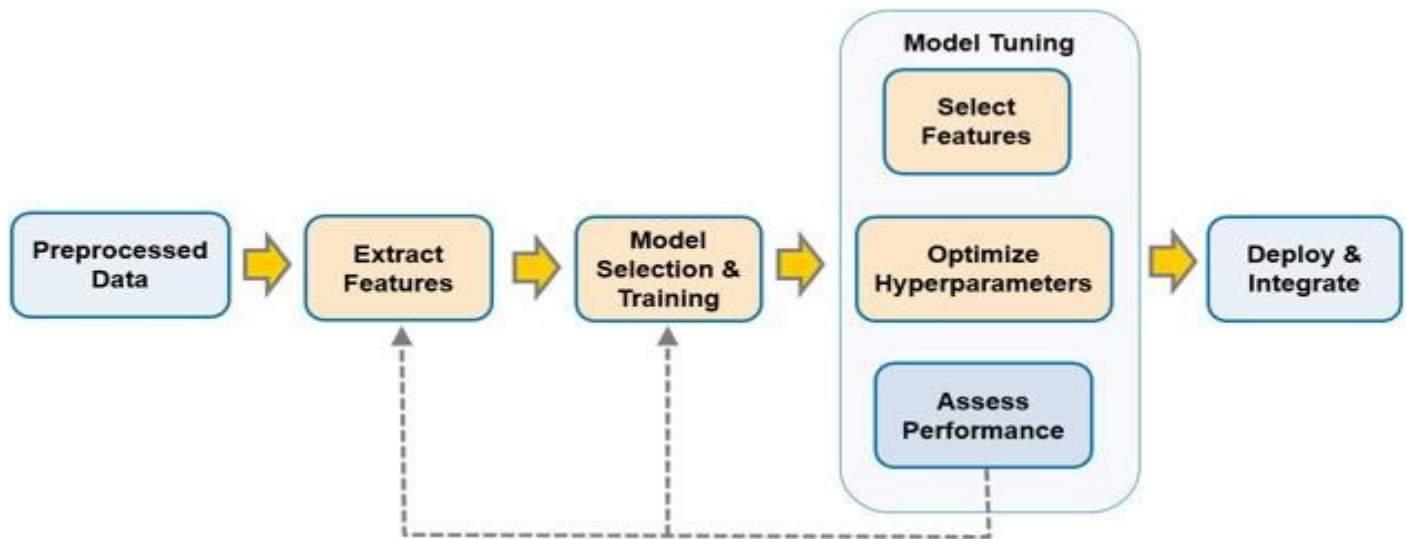 Model Tuning
Select
Features
Preprocessed
Data
Extract
Features
Model
Selection &
Training
Optimize
Hyperparameters
Deploy &
Integrate
Assess
Performance